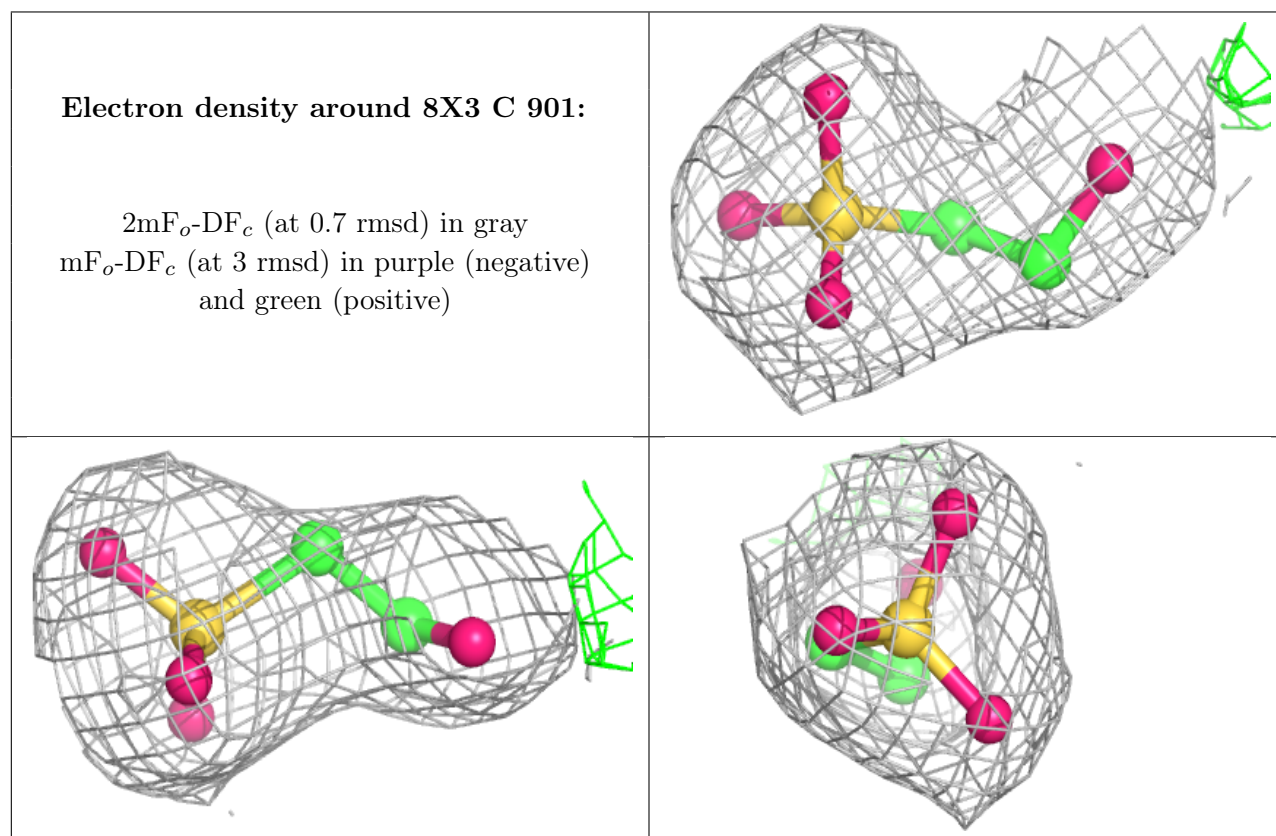 Electron density around 8X3 C 901:
2mFₒ-DF𝒸 (at 0.7 rmsd) in gray
mFₒ-DF𝒸 (at 3 rmsd) in purple (negative)
and green (positive)